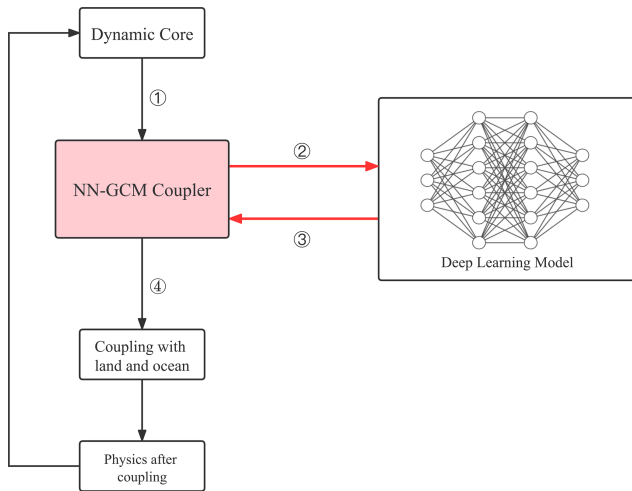 Dynamic Core
①
②
NN-GCM Coupler
③
Deep Learning Model
④
Coupling with
land and ocean
Physics after
coupling